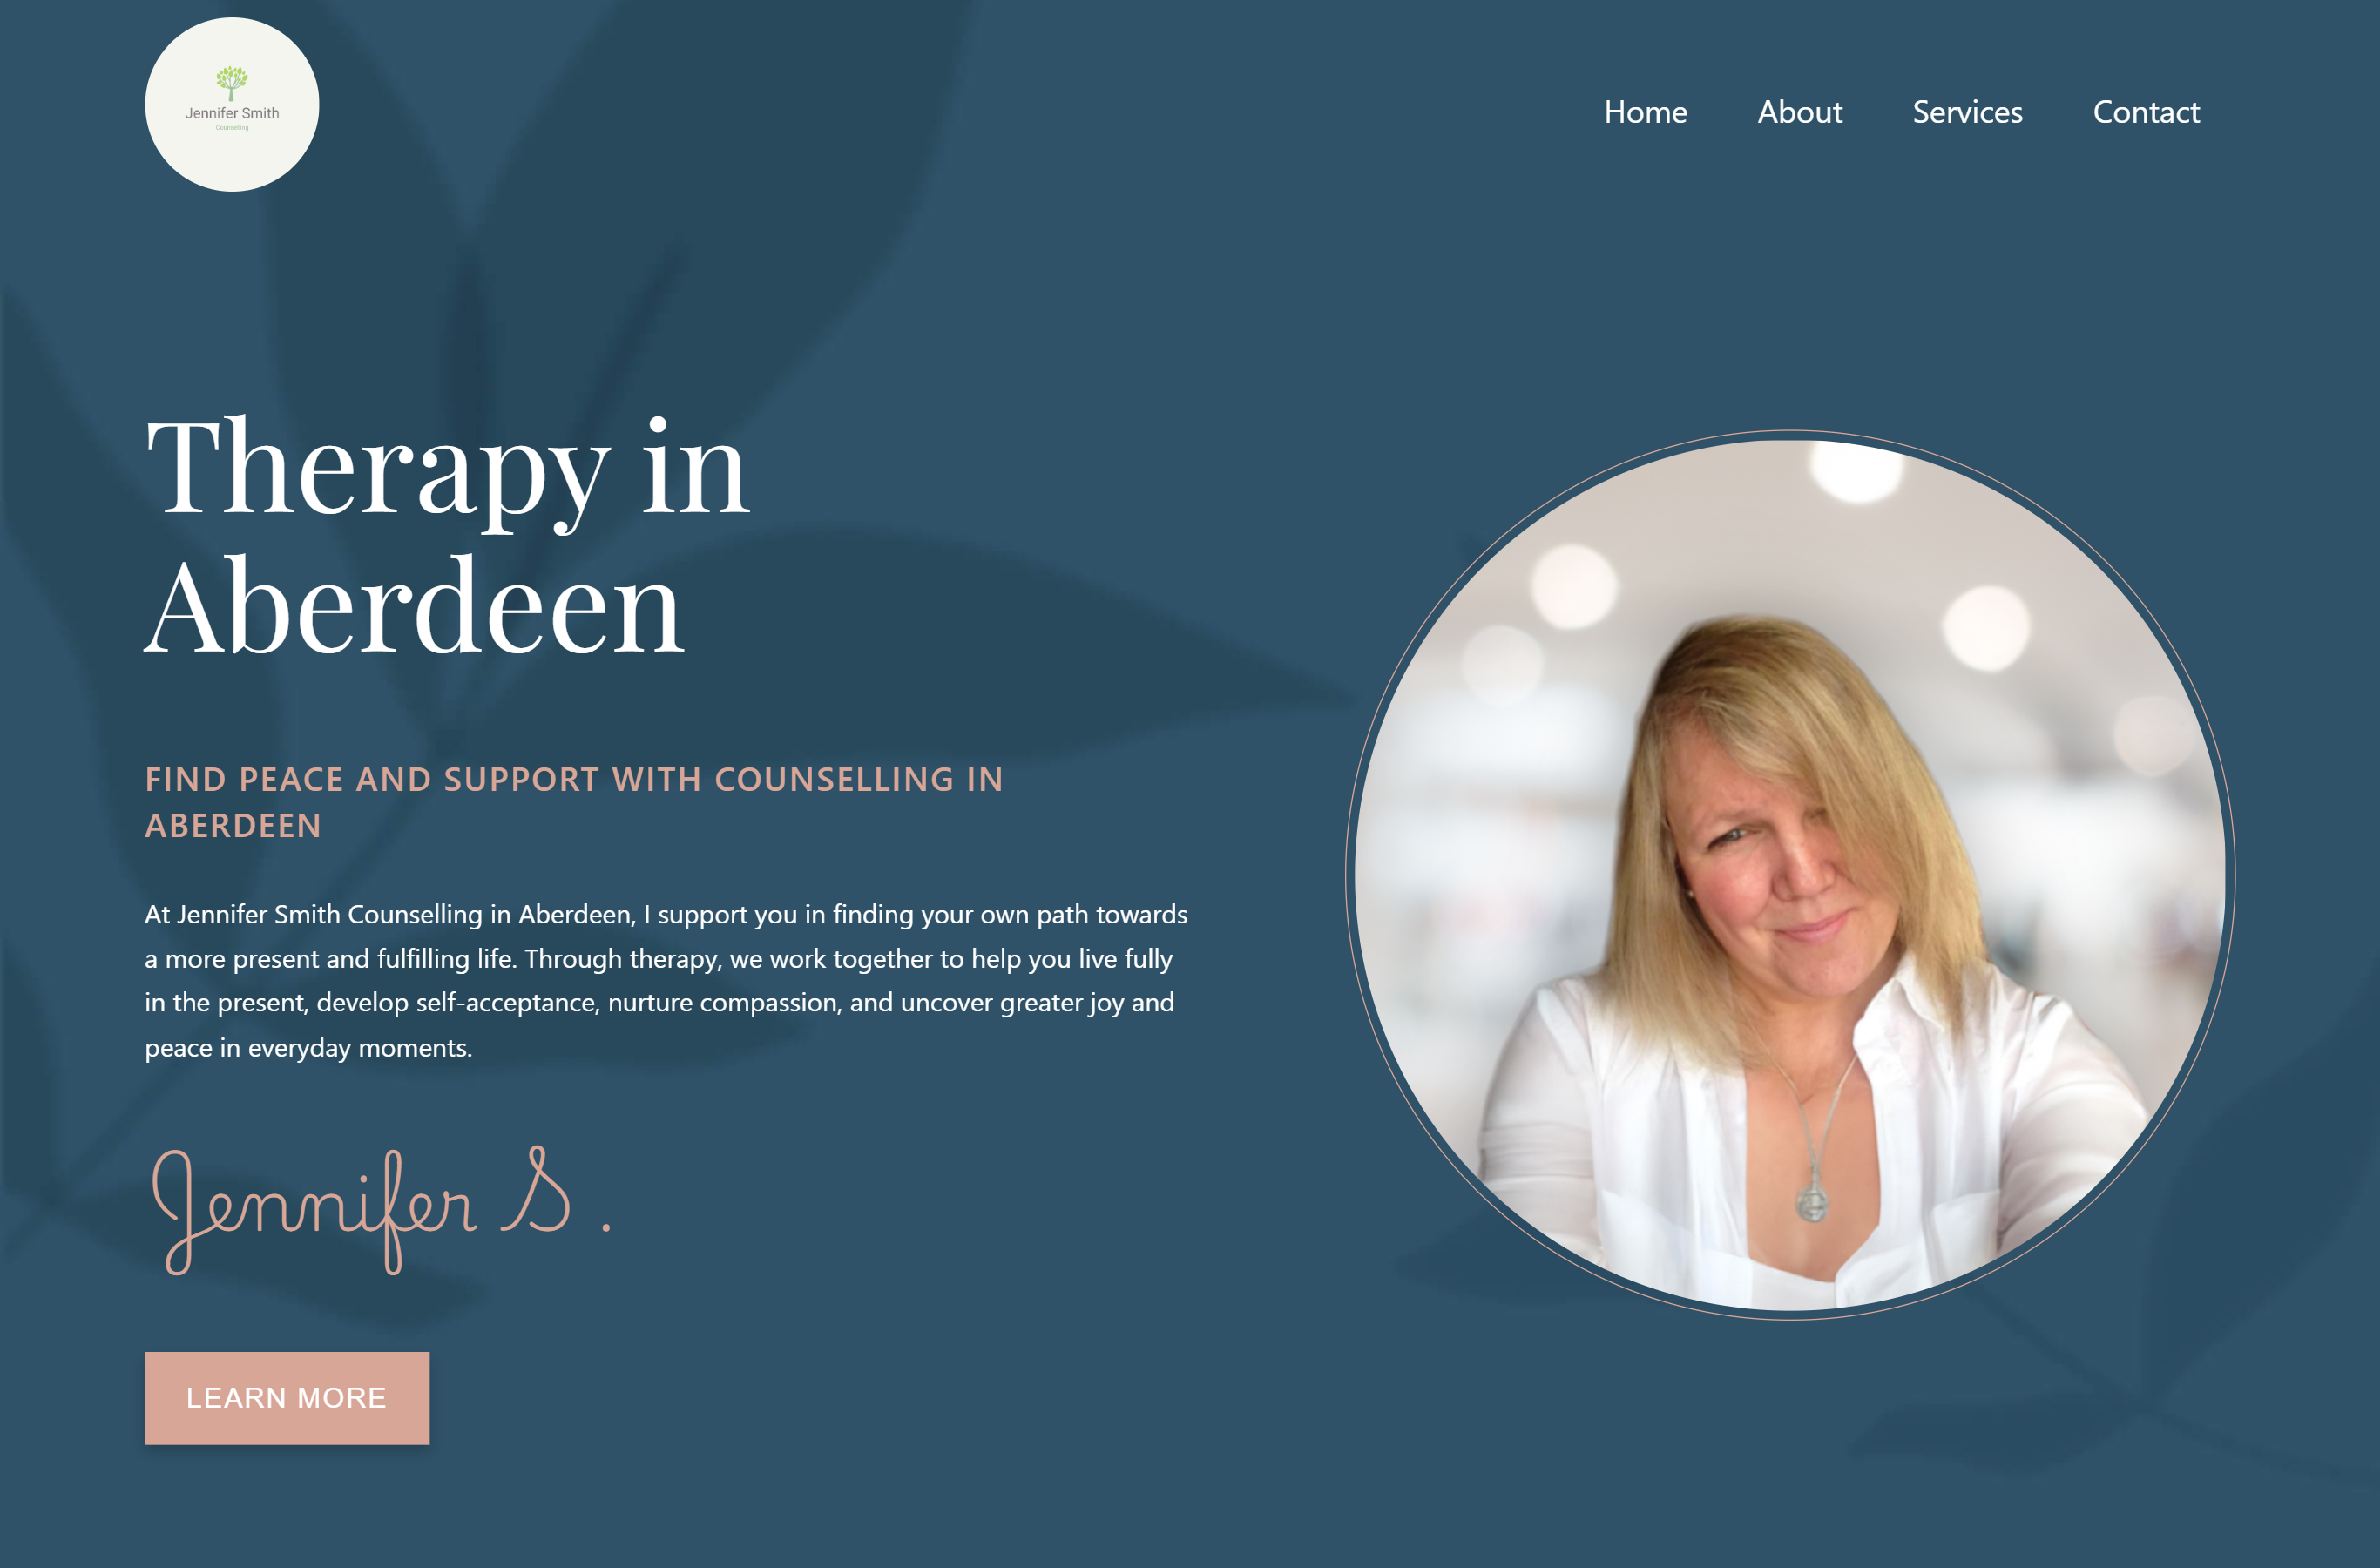 Jennifer Smith
Counselling
Home About Services Contact
Therapy in
Aberdeen
FIND PEACE AND SUPPORT WITH COUNSELLING IN
ABERDEEN
At Jennifer Smith Counselling in Aberdeen, I support you in finding your own path towards
a more present and fulfilling life. Through therapy, we work together to help you live fully
in the present, develop self-acceptance, nurture compassion, and uncover greater joy and
peace in everyday moments.
Jennifer S .
LEARN MORE